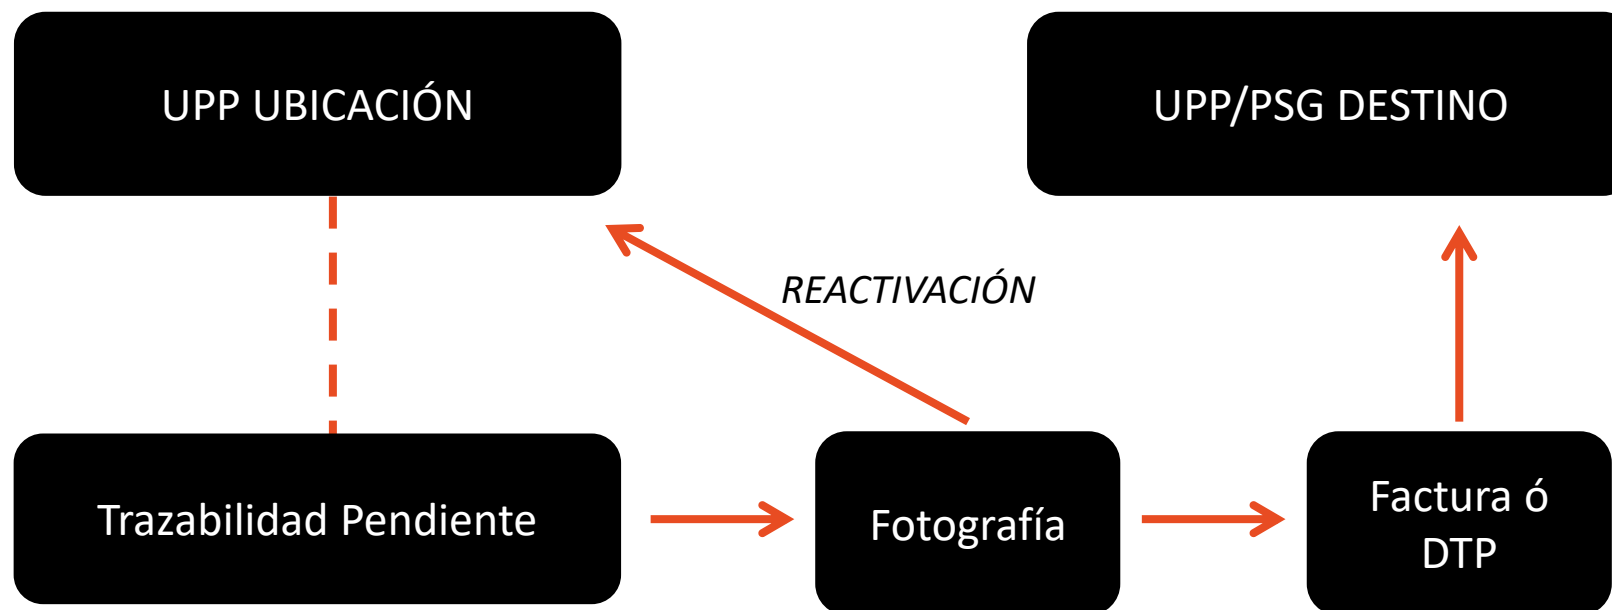 UPP UBICACIÓN
UPP/PSG DESTINO
REACTIVACIÓN
Trazabilidad Pendiente
Fotografía
Factura ó
DTP